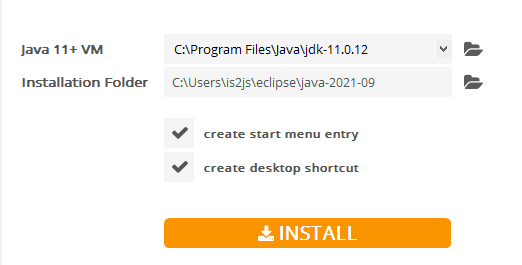 Java 11+ VM C:\Program Files\Java\jdk-11.0.12
Installation Folder C:\Users\is2js\eclipse\java-2021-09
create start menu entry
create desktop shortcut
INSTALL